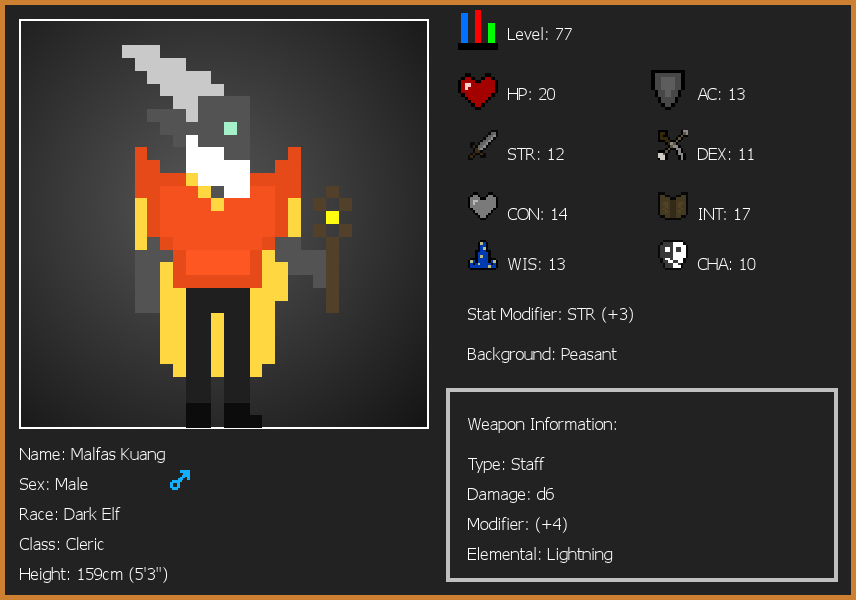 Level: 77
HP: 20
AC: 13
STR: 12
DEX: 11
CON: 14
INT: 17
WIS: 13
CHA: 10
Stat Modifier: STR (+3)
Background: Peasant
Weapon Information:
Type: Staff
Damage: d6
Modifier: (+4)
Elemental: Lightning
Name: Malfas Kuang
Sex: Male
Race: Dark Elf
Class: Cleric
Height: 159cm (5'3")